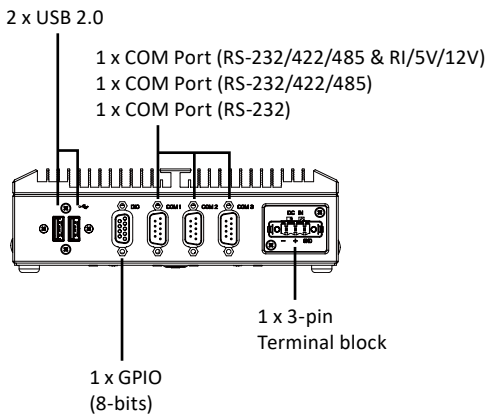 2 x USB 2.0
1 x COM Port (RS-232/422/485 & RI/5V/12V)
1 x COM Port (RS-232/422/485)
1 x COM Port (RS-232)
DIO
COM 1
COM 2
COM 3
DC IN
− + GND
1 x 3-pin
Terminal block
1 x GPIO
(8-bits)